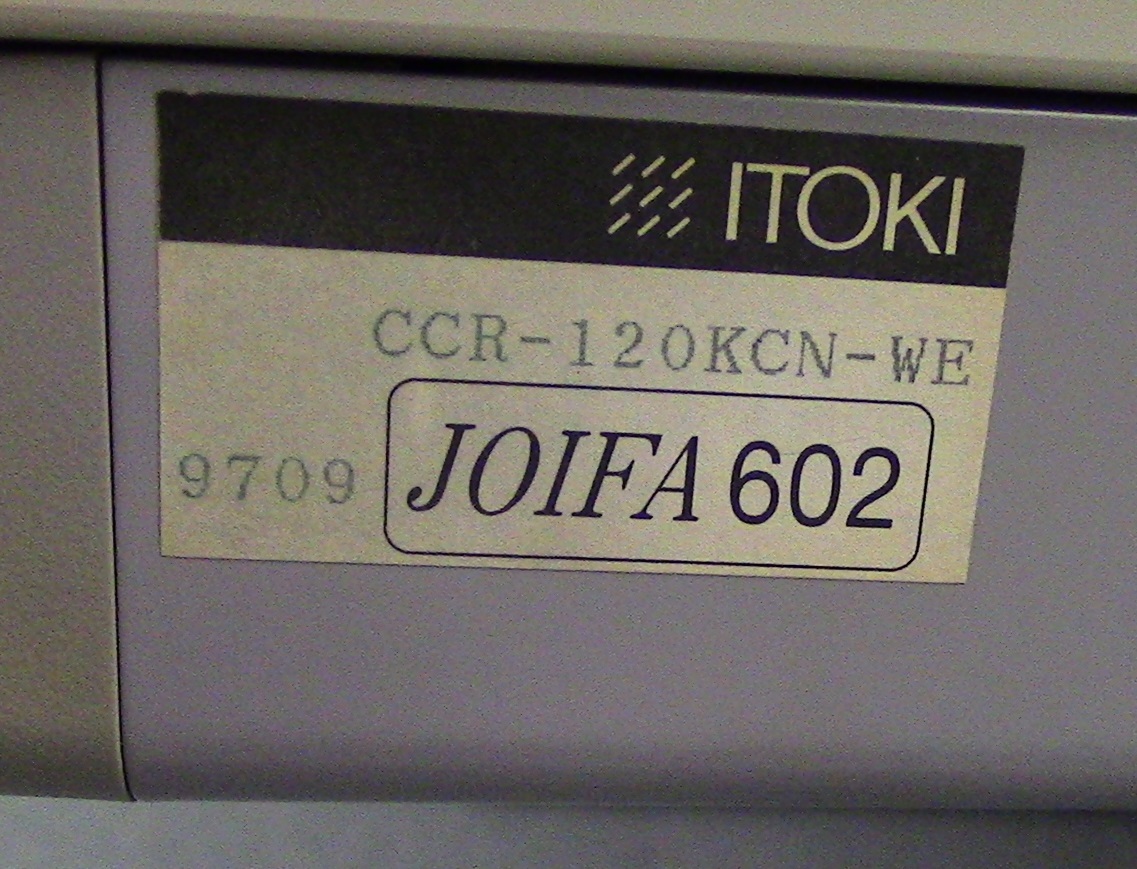 ITOKI
CCR-120KCN-WE
9709
JOIFA 602